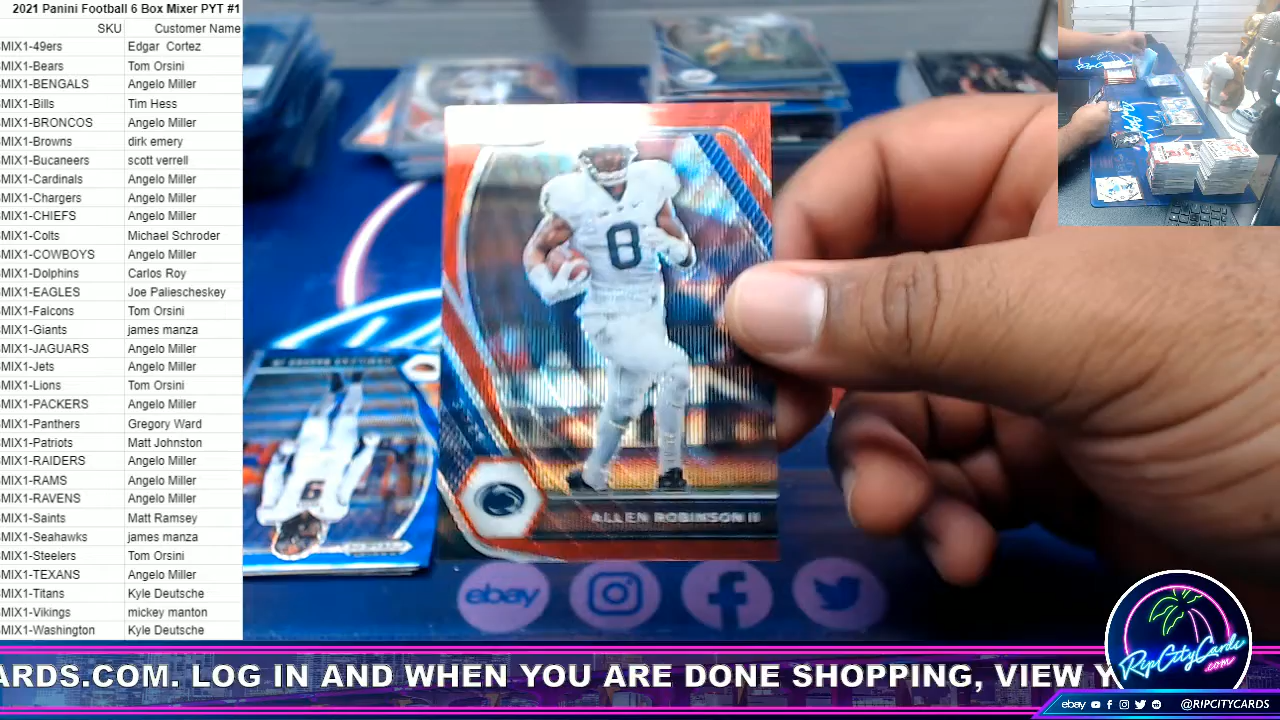 2021 Panini Football 6 Box Mixer PYT #1
SKU Customer Name
MIX1-49ers Edgar Cortez
MIX1-Bears Tom Orsini
MIX1-BENGALS Angelo Miller
MIX1-Bills Tim Hess
MIX1-BRONCOS Angelo Miller
MIX1-Browns dirk emery
MIX1-Bucaneers scott verrell
MIX1-Cardinals Angelo Miller
MIX1-Chargers Angelo Miller
MIX1-CHIEFS Angelo Miller
MIX1-Colts Michael Schroder
MIX1-COWBOYS Angelo Miller
MIX1-Dolphins Carlos Roy
MIX1-EAGLES Joe Paliescheskey
MIX1-Falcons Tom Orsini
MIX1-Giants james manza
MIX1-JAGUARS Angelo Miller
MIX1-Jets Angelo Miller
MIX1-Lions Tom Orsini
MIX1-PACKERS Angelo Miller
MIX1-Panthers Gregory Ward
MIX1-Patriots Matt Johnston
MIX1-RAIDERS Angelo Miller
MIX1-RAMS Angelo Miller
MIX1-RAVENS Angelo Miller
MIX1-Saints Matt Ramsey
MIX1-Seahawks james manza
MIX1-Steelers Tom Orsini
MIX1-TEXANS Angelo Miller
MIX1-Titans Kyle Deutsche
MIX1-Vikings mickey manton
MIX1-Washington Kyle Deutsche
8
ALLEN ROBINSON II
ebay
ARDS.COM. LOG IN AND WHEN YOU ARE DONE SHOPPING, VIEW Y
RipCityCards
.com
ebay @RIPCITYCARDS